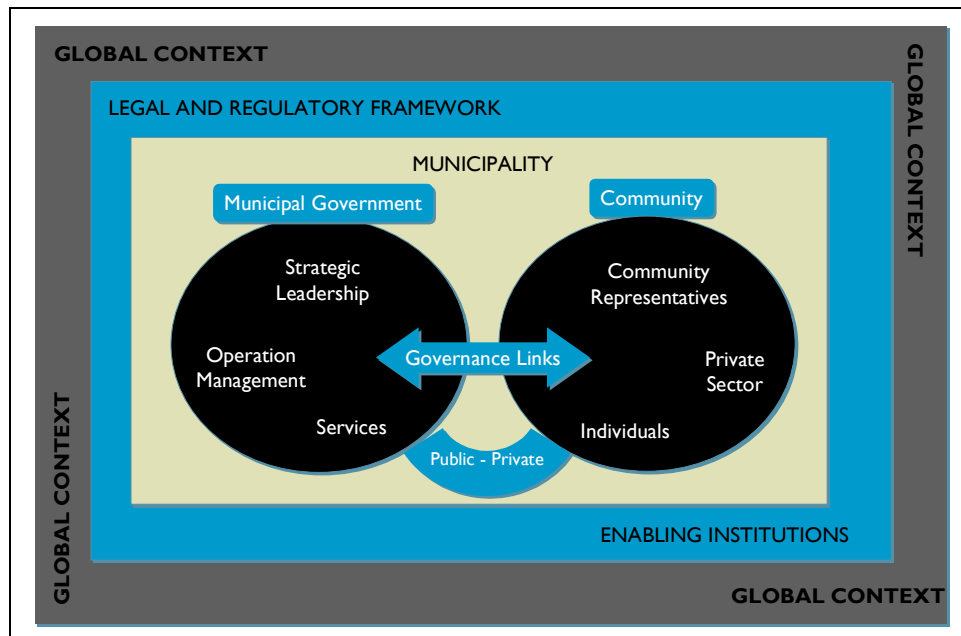 GLOBAL CONTEXT
GLOBAL CONTEXT
LEGAL AND REGULATORY FRAMEWORK
MUNICIPALITY
Municipal Government
Community
Strategic
Leadership
Community
Representatives
Governance Links
Operation
Management
Private
Sector
Services
Individuals
Public - Private
GLOBAL CONTEXT
ENABLING INSTITUTIONS
GLOBAL CONTEXT